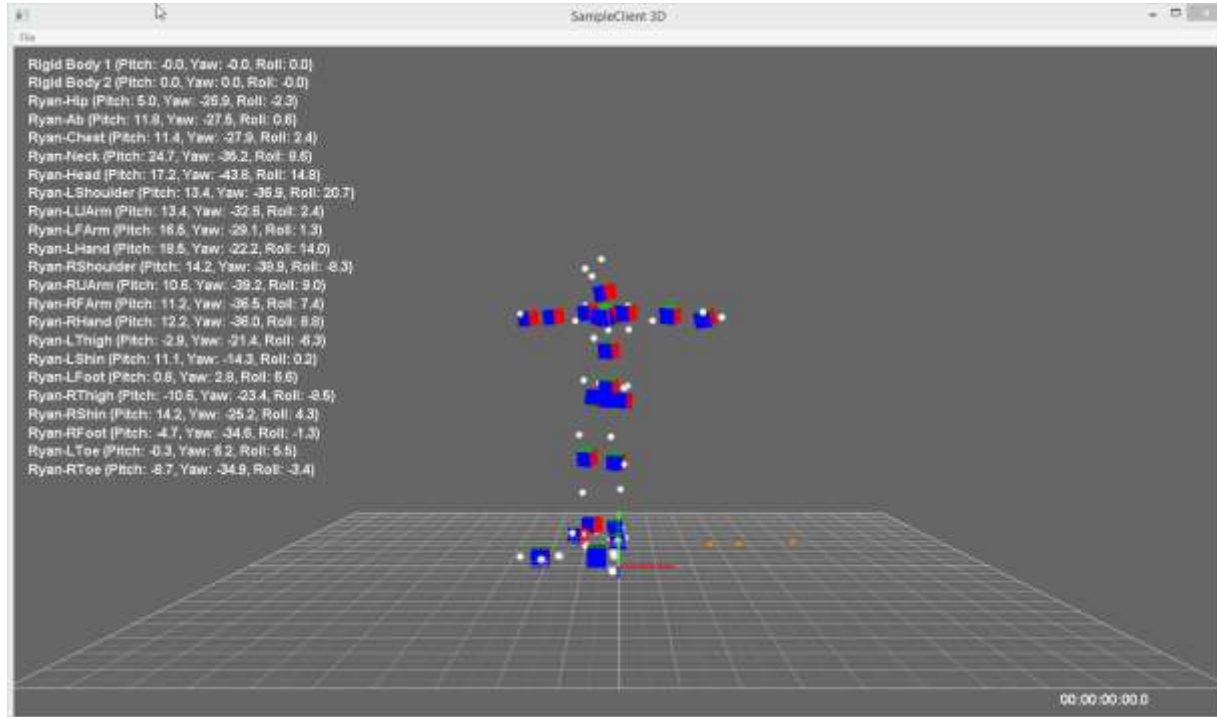 SampleClient 3D
File
Rigid Body 1 (Pitch: -0.0, Yaw: -0.0, Roll: 0.0)
Rigid Body 2 (Pitch: 0.0, Yaw: 0.0, Roll: -0.0)
Ryan-Hip (Pitch: 5.0, Yaw: -26.9, Roll: -2.3)
Ryan-Ab (Pitch: 11.8, Yaw: -27.5, Roll: 0.6)
Ryan-Chest (Pitch: 11.4, Yaw: -27.9, Roll: 2.4)
Ryan-Neck (Pitch: 24.7, Yaw: -36.2, Roll: 8.6)
Ryan-Head (Pitch: 17.2, Yaw: -43.8, Roll: 14.8)
Ryan-LShoulder (Pitch: 13.4, Yaw: -36.9, Roll: 20.7)
Ryan-LUArm (Pitch: 13.4, Yaw: -32.6, Roll: 2.4)
Ryan-LFArm (Pitch: 16.5, Yaw: -29.1, Roll: 1.3)
Ryan-LHand (Pitch: 18.5, Yaw: -22.2, Roll: 14.0)
Ryan-RShoulder (Pitch: 14.2, Yaw: -38.9, Roll: -8.3)
Ryan-RUArm (Pitch: 10.6, Yaw: -39.2, Roll: 9.0)
Ryan-RFArm (Pitch: 11.2, Yaw: -36.5, Roll: 7.4)
Ryan-RHand (Pitch: 12.2, Yaw: -36.0, Roll: 8.8)
Ryan-LThigh (Pitch: -2.9, Yaw: -21.4, Roll: -6.3)
Ryan-LShin (Pitch: 11.1, Yaw: -14.3, Roll: 0.2)
Ryan-LFoot (Pitch: 0.8, Yaw: 2.8, Roll: 6.6)
Ryan-RThigh (Pitch: -10.6, Yaw: -23.4, Roll: -8.5)
Ryan-RShin (Pitch: 14.2, Yaw: -25.2, Roll: 4.3)
Ryan-RFoot (Pitch: -4.7, Yaw: -34.6, Roll: -1.3)
Ryan-LToe (Pitch: -0.3, Yaw: 6.2, Roll: 5.5)
Ryan-RToe (Pitch: -8.7, Yaw: -34.9, Roll: -3.4)
00:00:00:00.0